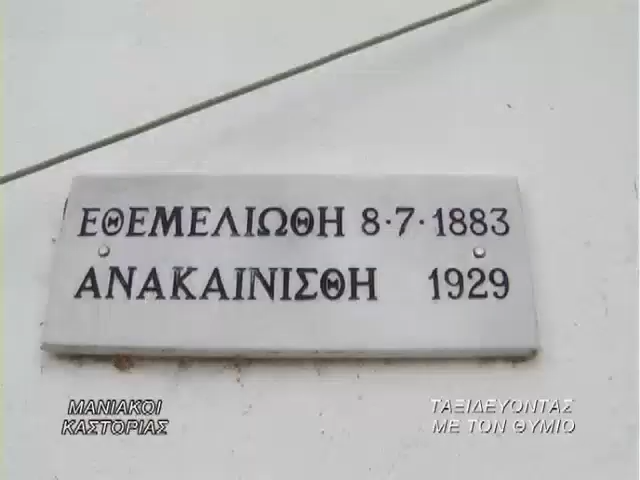 ΕΘΕΜΕΛΙΩΘΗ 8·7·1883
ΑΝΑΚΑΙΝΙΣΘΗ 1929
ΜΑΝΙΑΚΟΙ
ΚΑΣΤΟΡΙΑΣ
ΤΑΞΙΔΕΥΟΝΤΑΣ
ΜΕ ΤΟΝ ΘΥΜΙΟ